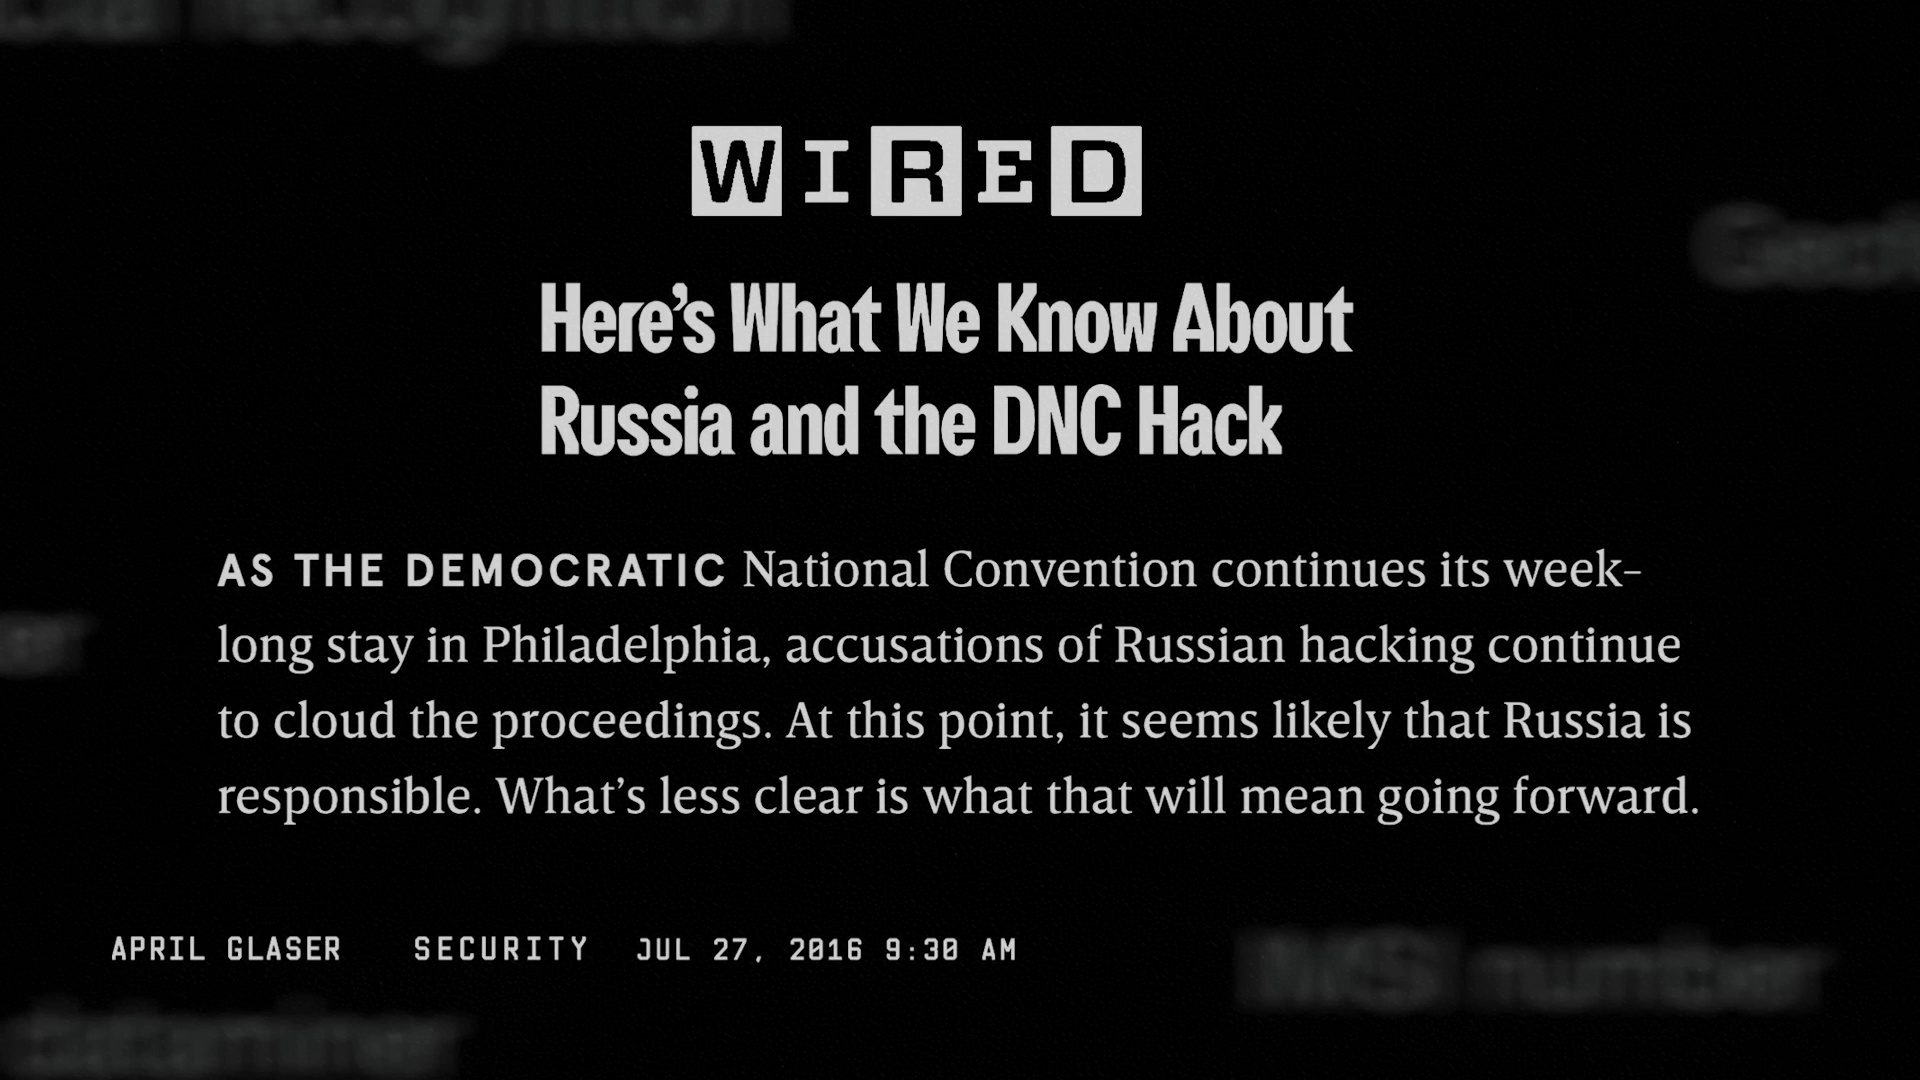 WIRED
Here’s What We Know About
Russia and the DNC Hack
AS THE DEMOCRATIC National Convention continues its week-
long stay in Philadelphia, accusations of Russian hacking continue
to cloud the proceedings. At this point, it seems likely that Russia is
responsible. What’s less clear is what that will mean going forward.
APRIL GLASER SECURITY JUL 27, 2016 9:30 AM
IMSI number
dataminer